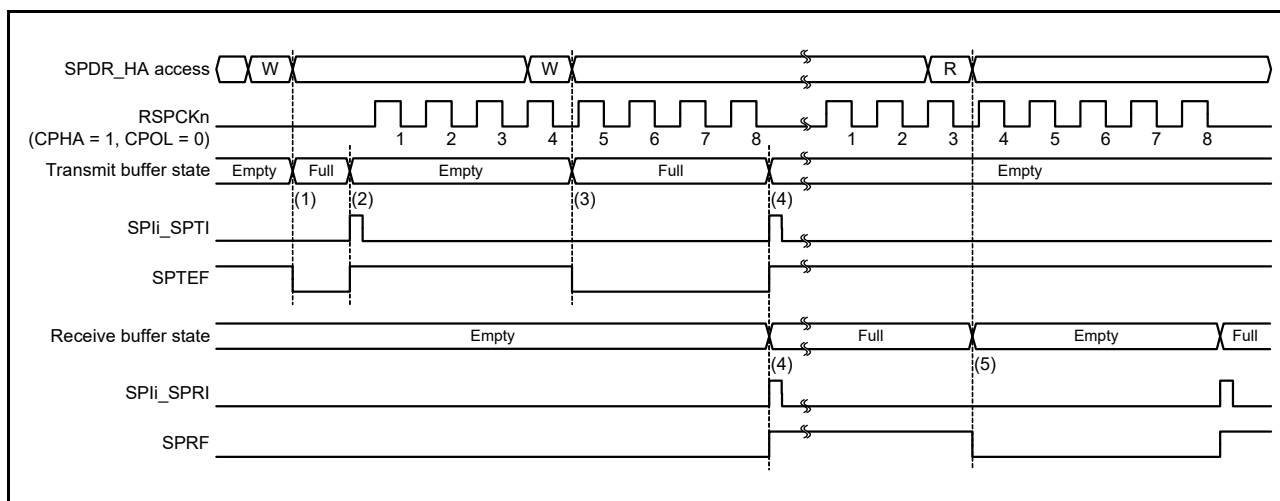 SPDR_HA access W W R
RSPCKn
(CPHA = 1, CPOL = 0)
1 2 3 4 5 6 7 8 1 2 3 4 5 6 7 8
Transmit buffer state Empty Full Empty Full Empty
(1) (2) (3) (4)
SPIi_SPTI
SPTEF
Receive buffer state Empty Full Empty Full
(4) (5)
SPIi_SPRI
SPRF